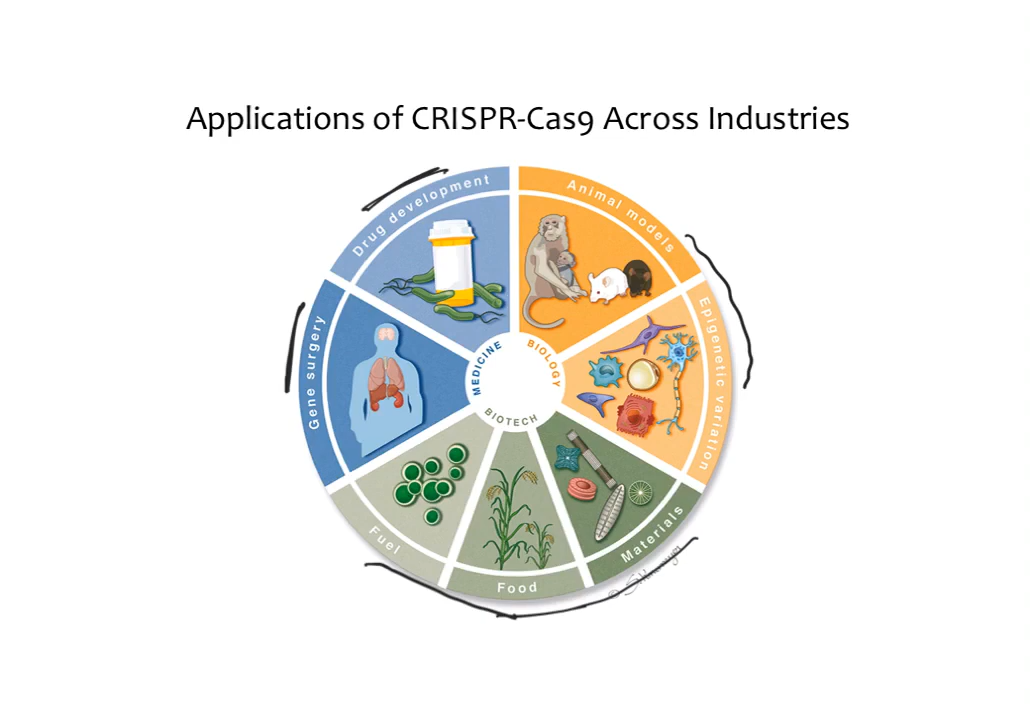 Applications of CRISPR-Cas9 Across Industries
Drug development
Animal models
Gene surgery
Epigenetic variation
MEDICINE
BIOLOGY
BIOTECH
Fuel
Food
Materials
©